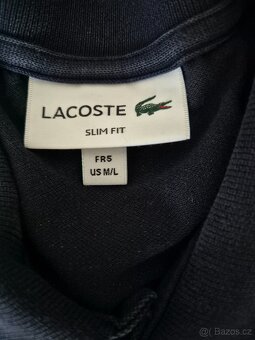 LACOSTE
SLIM FIT
FR5
US M/L
Bazos.cz